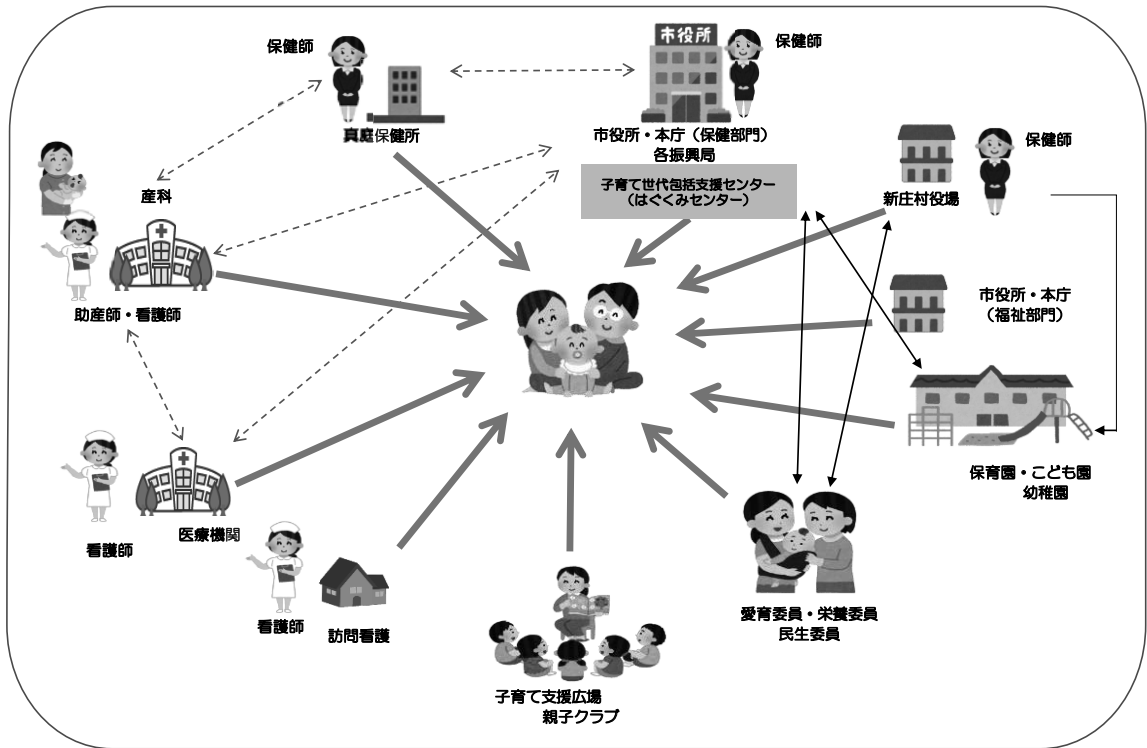 保健師
真庭保健所
市役所
保健師
市役所・本庁（保健部門）
各振興局
子育て世代包括支援センター
（はぐくみセンター）
保健師
新庄村役場
産科
助産師・看護師
市役所・本庁
（福祉部門）
保育園・こども園
幼稚園
看護師
医療機関
看護師
訪問看護
子育て支援広場
親子クラブ
愛育委員・栄養委員
民生委員